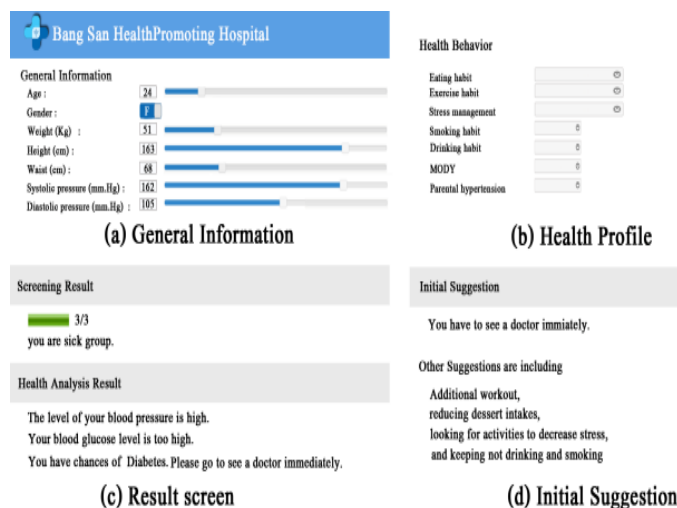 Bang San HealthPromoting Hospital
General Information
Age : 24
Gender : F
Weight (Kg) : 51
Height (cm) : 163
Waist (cm) : 68
Systolic pressure (mm.Hg) : 162
Diastolic pressure (mm.Hg) : 105
(a) General Information
Health Behavior
Eating habit
Exercise habit
Stress management
Smoking habit
Drinking habit
MODY
Parental hypertension
(b) Health Profile
Screening Result
3/3
you are sick group.
Health Analysis Result
The level of your blood pressure is high.
Your blood glucose level is too high.
You have chances of Diabetes. Please go to see a doctor immediately.
(c) Result screen
Initial Suggestion
You have to see a doctor immiately.
Other Suggestions are including
Additional workout,
reducing dessert intakes,
looking for activities to decrease stress,
and keeping not drinking and smoking
(d) Initial Suggestion